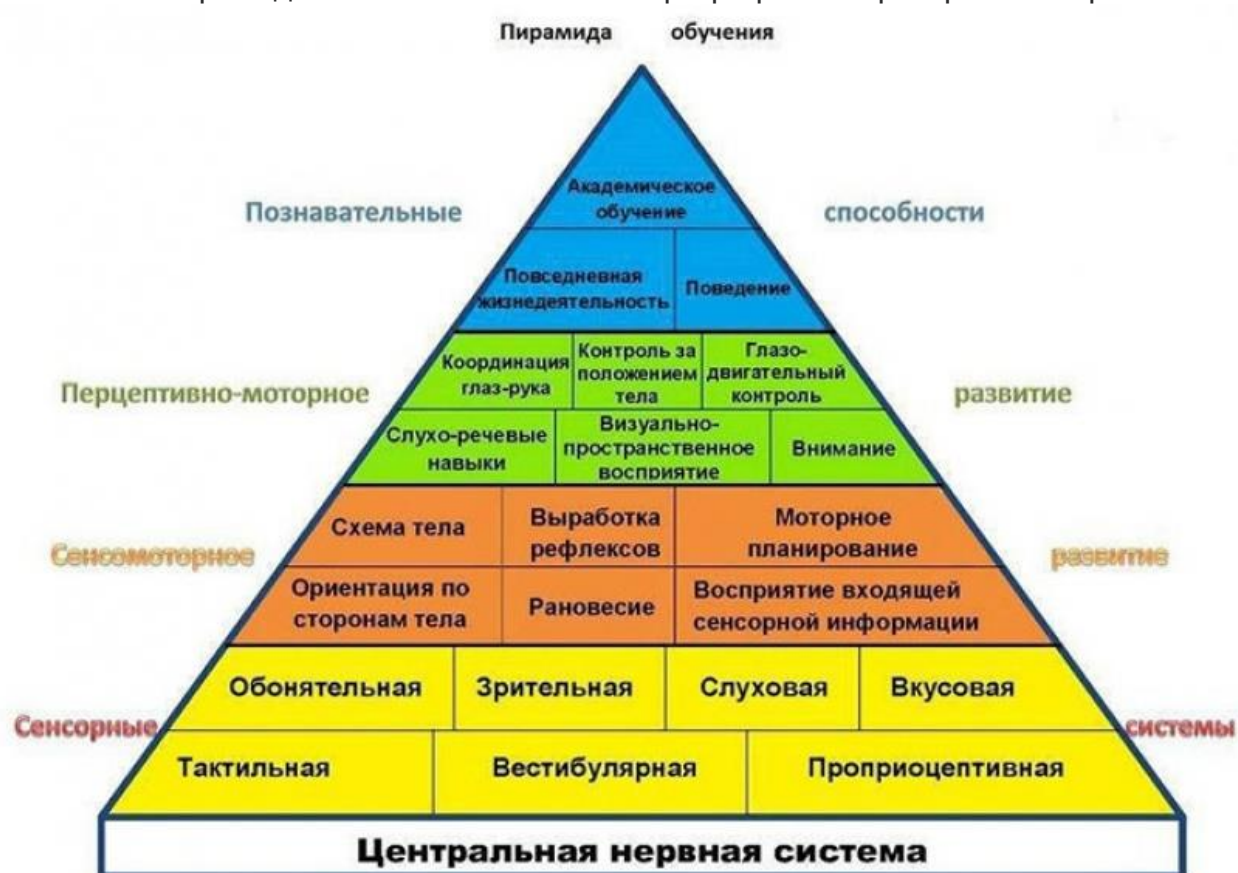 Пирамида обучения
Академическое
обучение
Познавательные способности
Повседневная
жизнедеятельность
Поведение
Координация
глаз-рука
Контроль за
положением
тела
Глазо-
двигательный
контроль
Перцептивно-моторное развитие
Слухо-речевые
навыки
Визуально-
пространственное
восприятие
Внимание
Схема тела
Выработка
рефлексов
Моторное
планирование
Сенсомоторное развитие
Ориентация по
сторонам тела
Рановесие
Восприятие входящей
сенсорной информации
Обонятельная
Зрительная
Слуховая
Вкусовая
Сенсорные системы
Тактильная
Вестибулярная
Проприоцептивная
Центральная нервная система